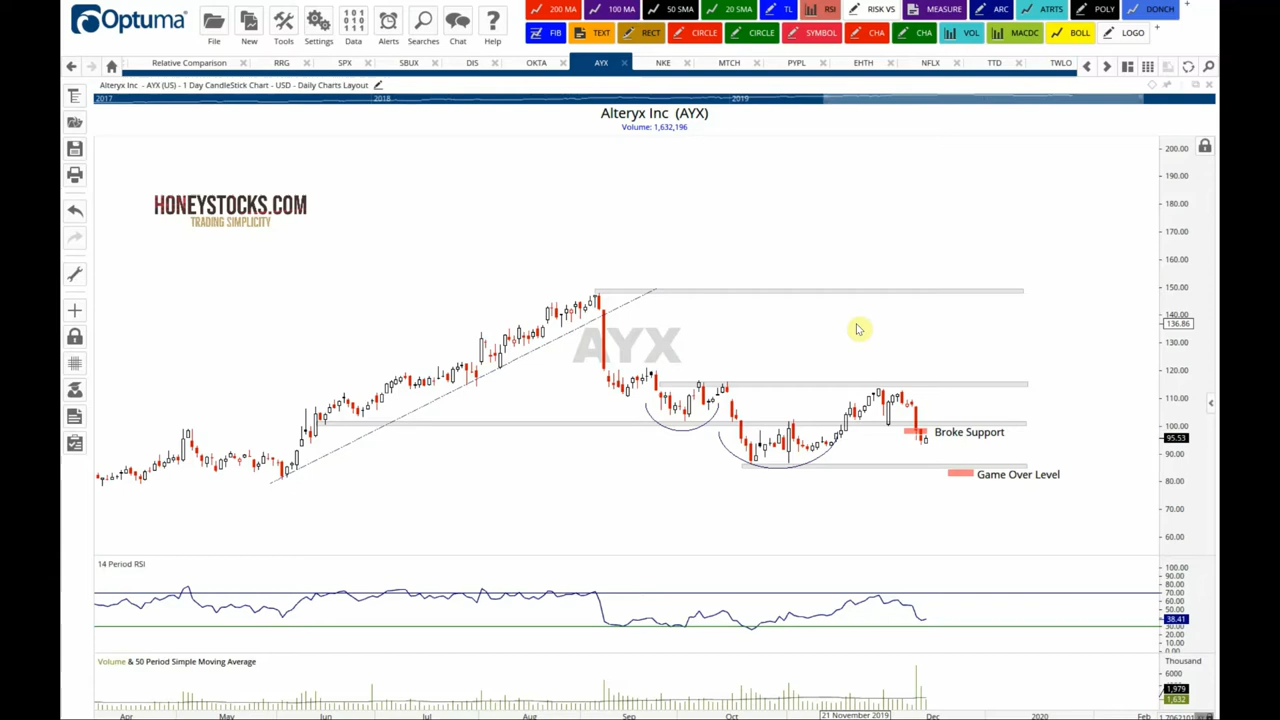 Optuma
File
New
Tools
Settings
Data
Alerts
Searches
Chat
Help
200 MA
100 MA
50 SMA
20 SMA
TL
RSI
RISK VS
MEASURE
ARC
ATRTS
POLY
DONCH
FIB
TEXT
RECT
CIRCLE
CIRCLE
SYMBOL
CHA
CHA
VOL
MACDC
BOLL
LOGO
Relative Comparison
RRG
SPX
SBUX
DIS
OKTA
AYX
NKE
MTCH
PYPL
EHTH
NFLX
TTD
TWLO
Alteryx Inc - AYX (US) - 1 Day CandleStick Chart - USD - Daily Charts Layout
2017
2018
2019
Alteryx Inc (AYX)
Volume: 1,632,196
HONEYSTOCKS.COM
TRADING SIMPLICITY
AYX
Broke Support
Game Over Level
200.00
190.00
180.00
170.00
160.00
150.00
140.00
136.86
130.00
120.00
110.00
100.00
95.53
90.00
80.00
70.00
60.00
14 Period RSI
100.00
90.00
80.00
70.00
60.00
50.00
38.41
30.00
20.00
10.00
0.00
Volume & 50 Period Simple Moving Average
Thousand
6000
1,979
1,632
Apr
May
Jun
Jul
Aug
Sep
Oct
21 November 2019
Dec
2020
Feb